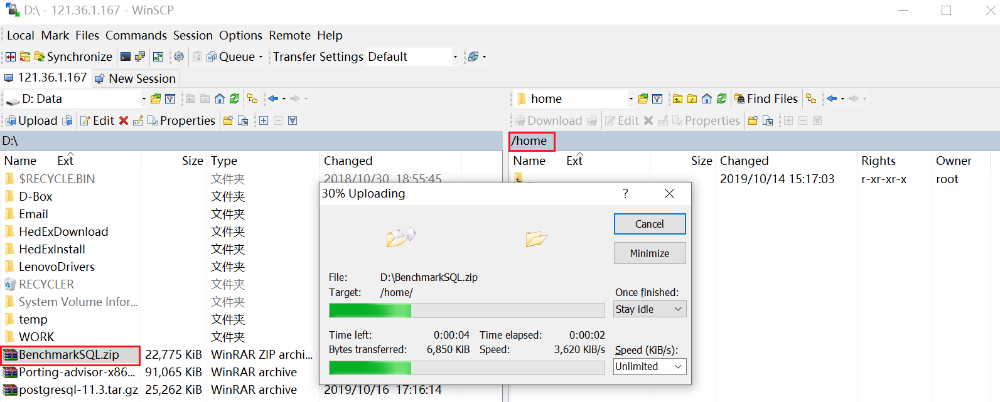 D:\ - 121.36.1.167 - WinSCP
Local Mark Files Commands Session Options Remote Help
Synchronize Queue Transfer Settings Default
121.36.1.167 New Session
D: Data
home Find Files
Upload Edit Properties
Download Edit Properties
D:\
/home
Name Ext Size Type Changed
Name Ext Size Changed Rights Owner
$RECYCLE.BIN 文件夹 2018/10/30 18:55:45
.. 2019/10/14 15:17:03 r-xr-xr-x root
D-Box 文件夹
Email 文件夹
HedExDownload 文件夹
HedExInstall 文件夹
LenovoDrivers 文件夹
RECYCLER 文件夹
System Volume Infor... 文件夹
temp 文件夹
WORK 文件夹
BenchmarkSQL.zip 22,775 KiB WinRAR ZIP archi...
Porting-advisor-x86... 91,065 KiB WinRAR archive
postgresql-11.3.tar.gz 25,262 KiB WinRAR archive 2019/10/16 17:16:14
30% Uploading ?
Cancel
Minimize
File: D:\BenchmarkSQL.zip
Target: /home/
Once finished:
Stay idle
Time left: 0:00:04 Time elapsed: 0:00:02
Bytes transferred: 6,850 KiB Speed: 3,620 KiB/s
Speed (KiB/s):
Unlimited